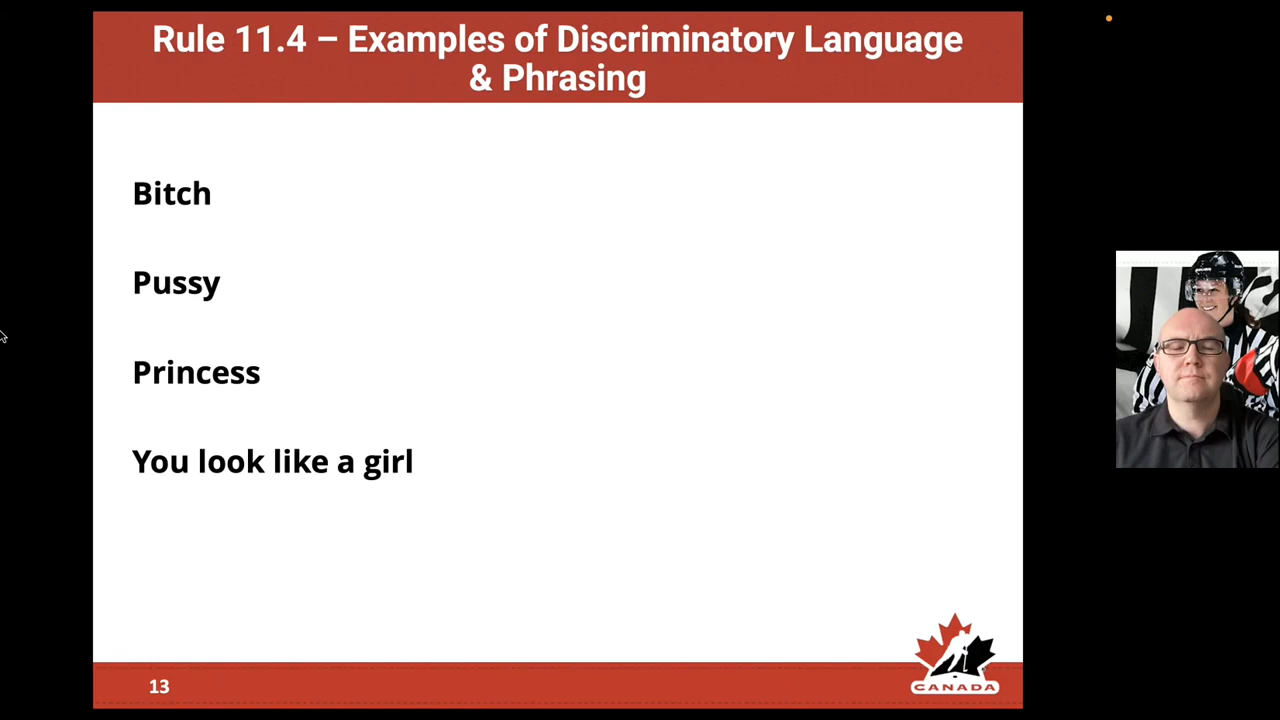 Rule 11.4 – Examples of Discriminatory Language
& Phrasing
Bitch
Pussy
Princess
You look like a girl
13
CANADA